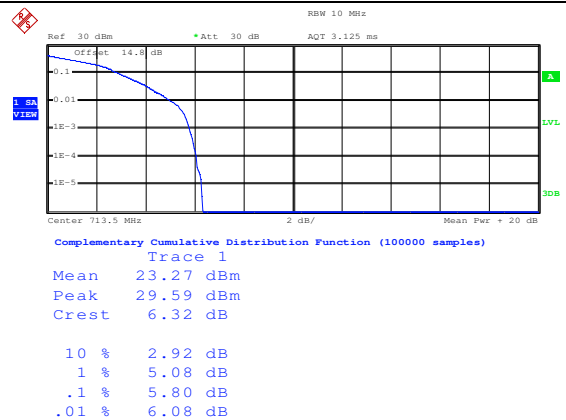 R S
RBW 10 MHz
Ref 30 dBm *Att 30 dB AQT 3.125 ms
Offset 14.8 dB
0.1
A
0.01
1 SA
VIEW
1E-3
LVL
1E-4
1E-5
3DB
Center 713.5 MHz 2 dB/ Mean Pwr + 20 dB
Complementary Cumulative Distribution Function (100000 samples)
Trace 1
Mean 23.27 dBm
Peak 29.59 dBm
Crest 6.32 dB
10 % 2.92 dB
1 % 5.08 dB
.1 % 5.80 dB
.01 % 6.08 dB